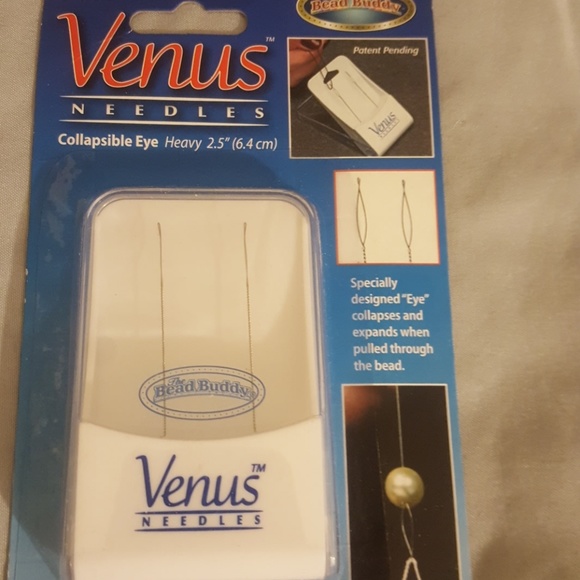 Bead Buddy
Venus™
NEEDLES
Collapsible Eye Heavy 2.5" (6.4 cm)
Patent Pending
Venus
NEEDLES
Specially
designed "Eye"
collapses and
expands when
pulled through
the bead.
The
Bead Buddy
Venus™
NEEDLES